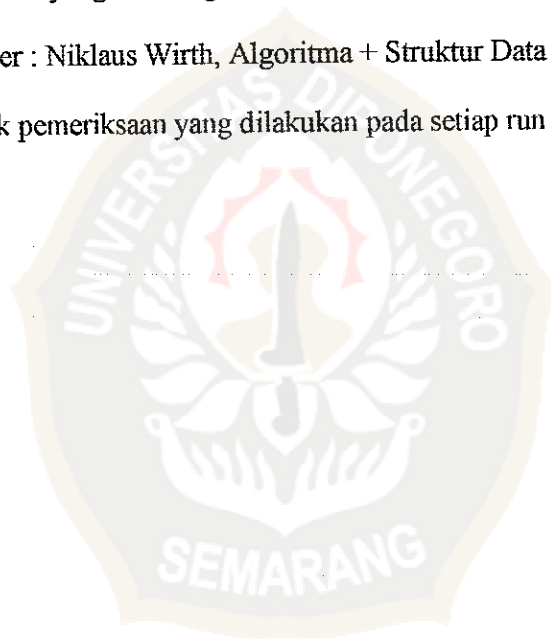 er : Niklaus Wirth, Algoritma + Struktur Data
k pemeriksaan yang dilakukan pada setiap run
UNIVERSITAS DIPONEGORO
SEMARANG